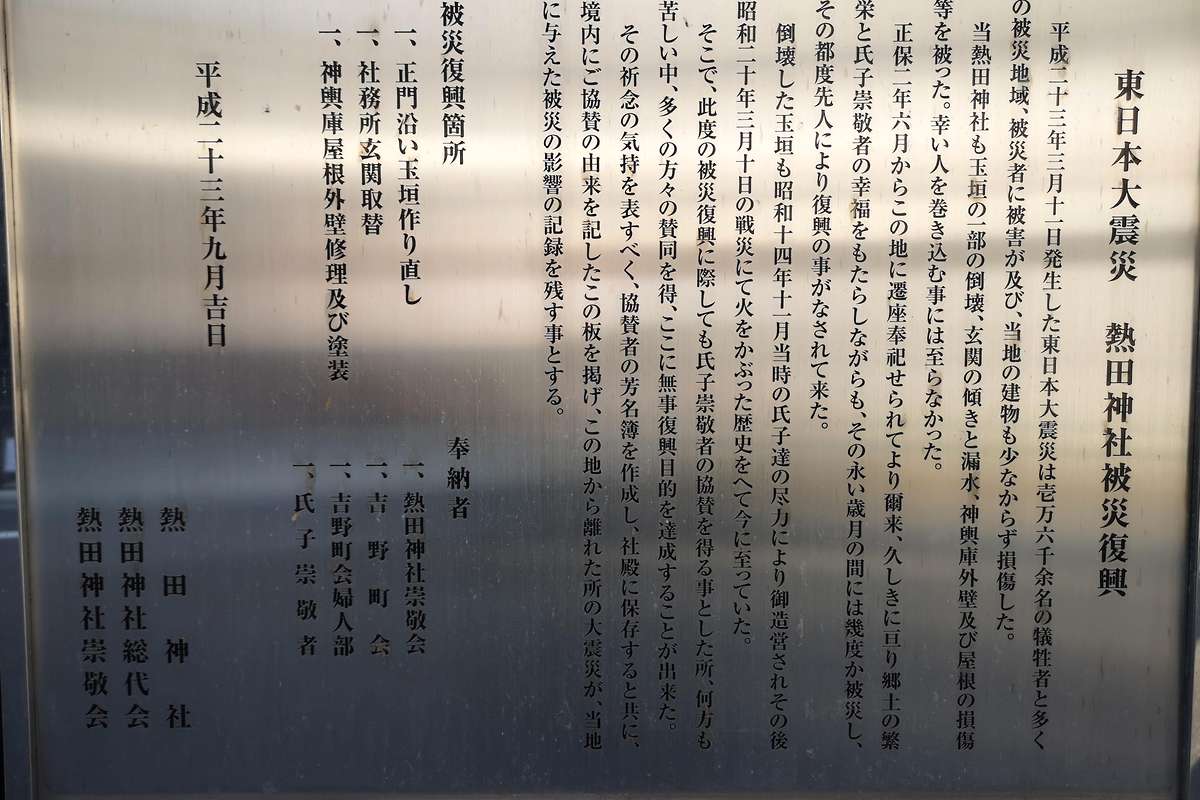 東日本大震災　熱田神社被災復興
平成二十三年三月十一日発生した東日本大震災は壱万六千余名の犠牲者と多く
の被災地域、被災者に被害が及び、当地の建物も少なからず損傷した。
当熱田神社も玉垣の一部の倒壊、玄関の傾きと漏水、神輿庫外壁及び屋根の損傷
等を被った。幸い人を巻き込む事には至らなかった。
正保二年六月からこの地に遷座奉祀せられてより爾来、久しきに亘り郷土の繁
栄と氏子崇敬者の幸福をもたらしながらも、その永い歳月の間には幾度か被災し、
その都度先人により復興の事がなされて来た。
倒壊した玉垣も昭和十四年十一月当時の氏子達の尽力により御造営されその後
昭和二十年三月十日の戦災にて火をかぶった歴史をへて今に至っていた。
そこで、此度の被災復興に際しても氏子崇敬者の協賛を得る事とした所、何方も
苦しい中、多くの方々の賛同を得、ここに無事復興目的を達成することが出来た。
その祈念の気持を表すべく、協賛者の芳名簿を作成し、社殿に保存すると共に、
境内にご協賛の由来を記したこの板を掲げ、この地から離れた所の大震災が、当地
に与えた被災の影響の記録を残す事とする。
被災復興箇所
一、正門沿い玉垣作り直し
一、社務所玄関取替
一、神輿庫屋根外壁修理及び塗装
奉納者
一、熱田神社崇敬会
一、吉野町会
一、吉野町会婦人部
一、氏子崇敬者
平成二十三年九月吉日
熱田神社
熱田神社総代会
熱田神社崇敬会